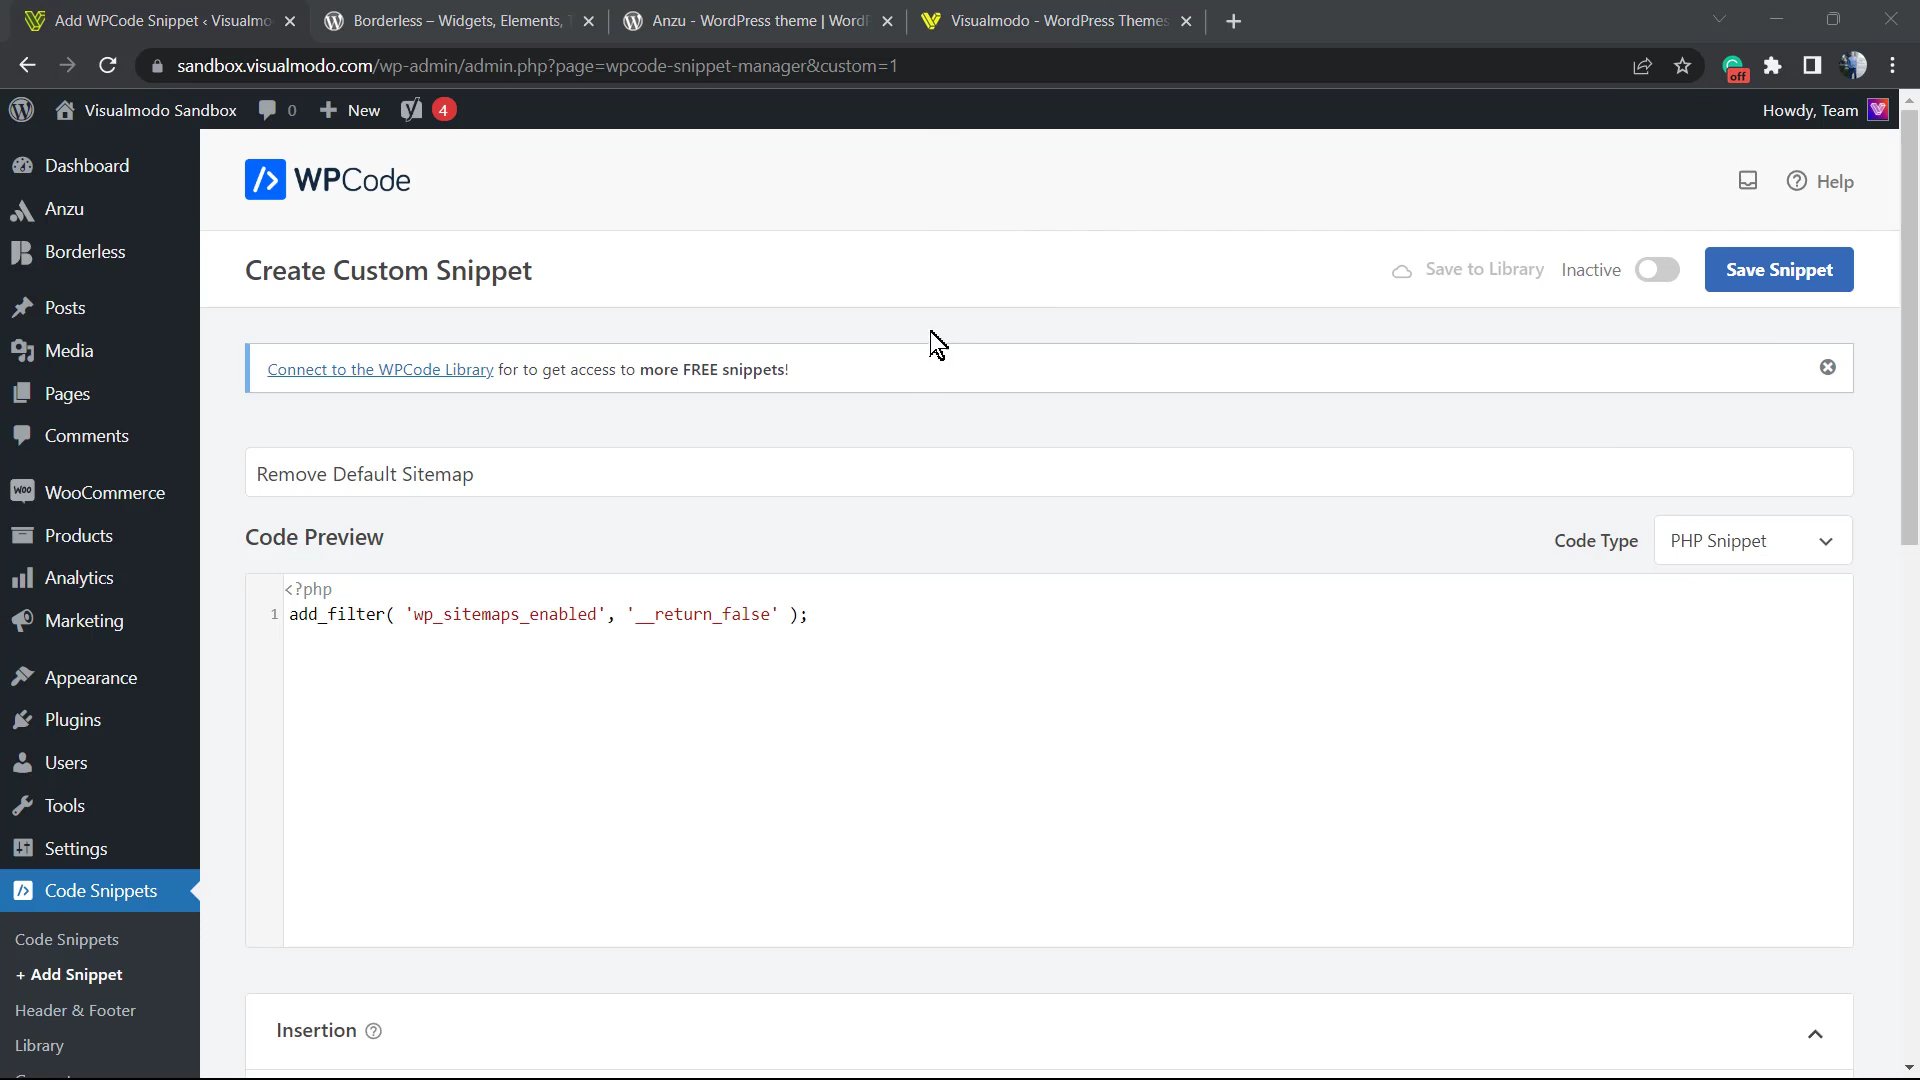 Add WPCode Snippet ‹ Visualmo
Borderless – Widgets, Elements,
Anzu - WordPress theme | Word
Visualmodo - WordPress Themes
sandbox.visualmodo.com/wp-admin/admin.php?page=wpcode-snippet-manager&custom=1
off
Visualmodo Sandbox
0
New
4
Howdy, Team
Dashboard
Anzu
Borderless
Posts
Media
Pages
Comments
WooCommerce
Products
Analytics
Marketing
Appearance
Plugins
Users
Tools
Settings
Code Snippets
Code Snippets
+ Add Snippet
Header & Footer
Library
WPCode
Help
Create Custom Snippet
Save to Library
Inactive
Save Snippet
Connect to the WPCode Library for to get access to more FREE snippets!
Remove Default Sitemap
Code Preview
Code Type
PHP Snippet
<?php
1 add_filter( 'wp_sitemaps_enabled', '__return_false' );
Insertion